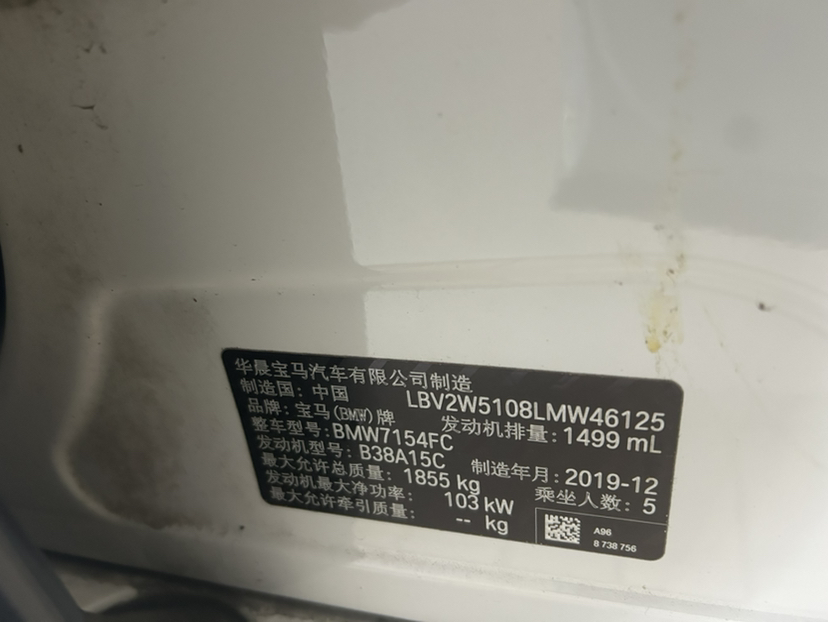 华晨宝马汽车有限公司制造
制造国: 中国 LBV2W5108LMW46125
品牌: 宝马(BMW)牌 发动机排量: 1499 mL
整车型号: BMW7154FC
发动机型号: B38A15C 制造年月: 2019-12
最大允许总质量: 1855 kg 乘坐人数: 5
发动机最大净功率: 103 kW
最大允许牵引质量: -- kg
A96
8 738 756